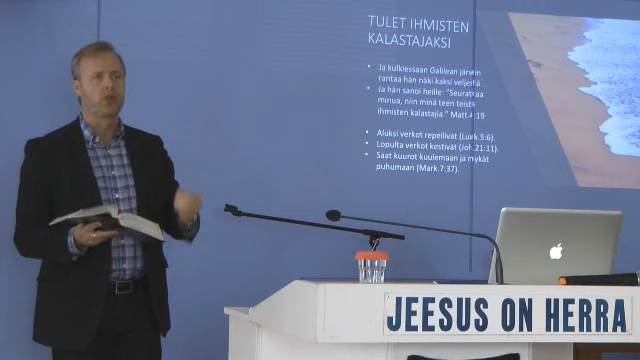 TULET IHMISTEN
KALASTAJAKSI
Ja kulkiessaan Galilean järven
rantaa hän näki kaksi veljestä…
Ja hän sanoi heille: "Seuratkaa
minua, niin minä teen teistä
ihmisten kalastajia." Matt.4:19
Aluksi verkot repeilivät (Luuk.5:6).
Lopulta verkot kestivät (Joh.21:11).
Saat kuurot kuulemaan ja mykät
puhumaan (Mark.7:37).
JEESUS ON HERRA